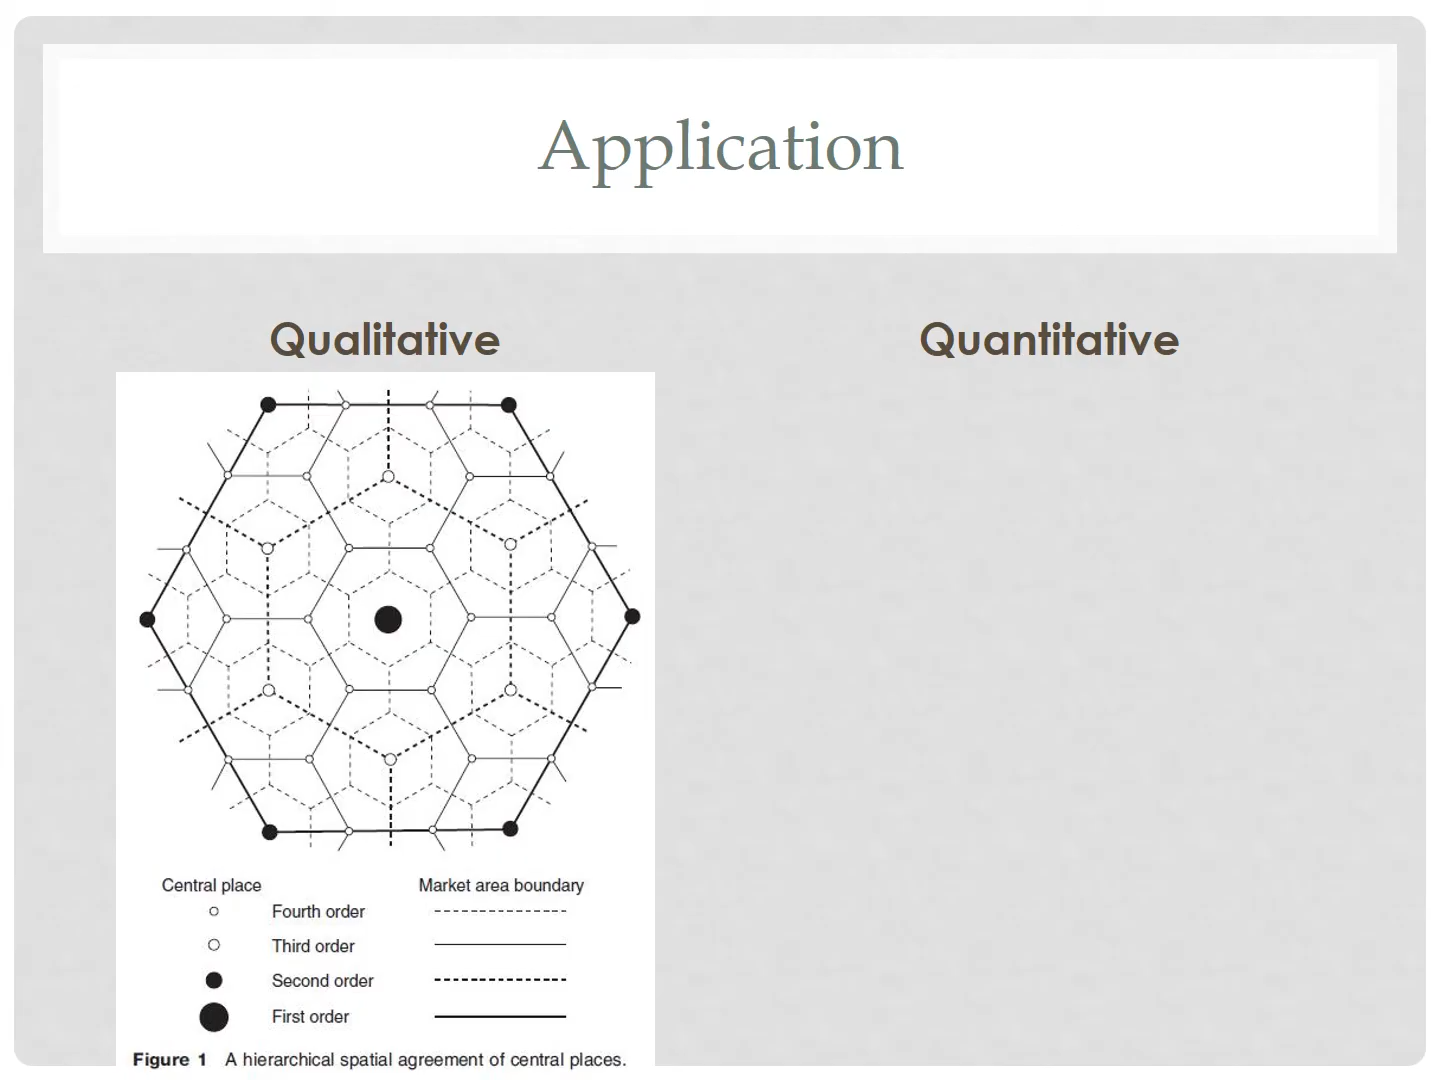 Application
Qualitative
Quantitative
Central place
Market area boundary
Fourth order
Third order
Second order
First order
Figure 1 A hierarchical spatial agreement of central places.